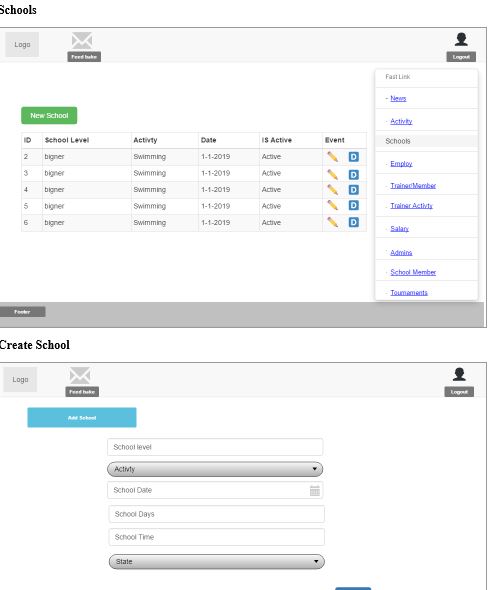 Schools
Logo
Feed bake
Logout
Fast Link
- News
New School
- Activity
ID School Level Activty Date IS Active Event
Schools
2 bigner Swimming 1-1-2019 Active D
- Employ
3 bigner Swimming 1-1-2019 Active D
4 bigner Swimming 1-1-2019 Active D
- Trainer/Member
5 bigner Swimming 1-1-2019 Active D
- Trainer Activty
6 bigner Swimming 1-1-2019 Active D
- Salary
- Admins
- School Member
- Tournaments
Footer
Create School
Logo
Feed bake
Logout
Add School
School level
Activty
School Date
School Days
School Time
State